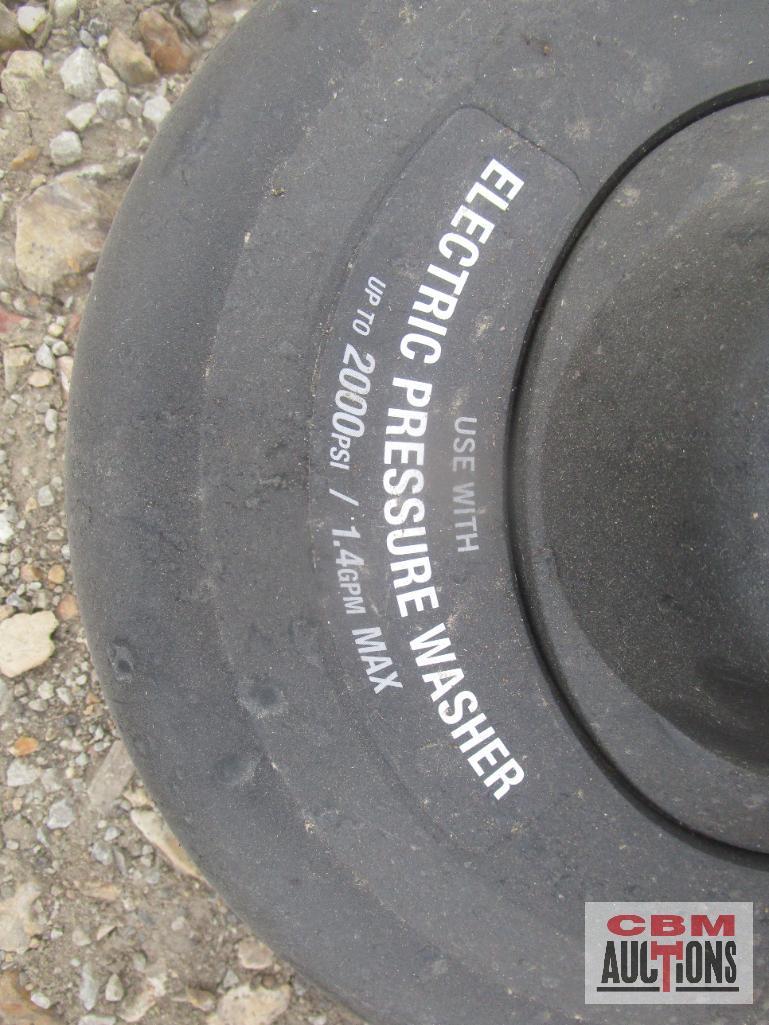 USE WITH
ELECTRIC PRESSURE WASHER
UP TO 2000PSI / 1.4GPM MAX
CBM
AUCTIONS